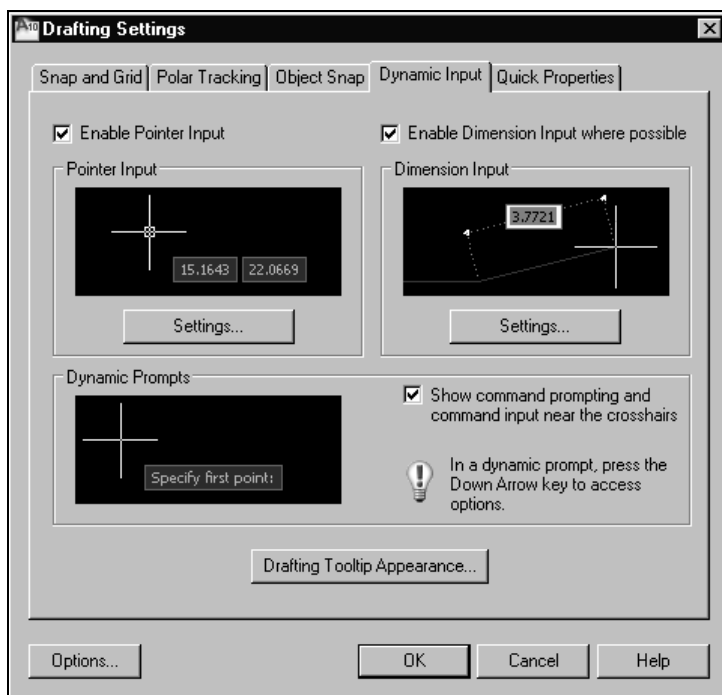 A10 Drafting Settings
Snap and Grid
Polar Tracking
Object Snap
Dynamic Input
Quick Properties
Enable Pointer Input
Enable Dimension Input where possible
Pointer Input
15.1643
22.0669
Settings...
Dimension Input
3.7721
Settings...
Dynamic Prompts
Specify first point:
Show command prompting and
command input near the crosshairs
In a dynamic prompt, press the
Down Arrow key to access
options.
Drafting Tooltip Appearance...
Options...
OK
Cancel
Help